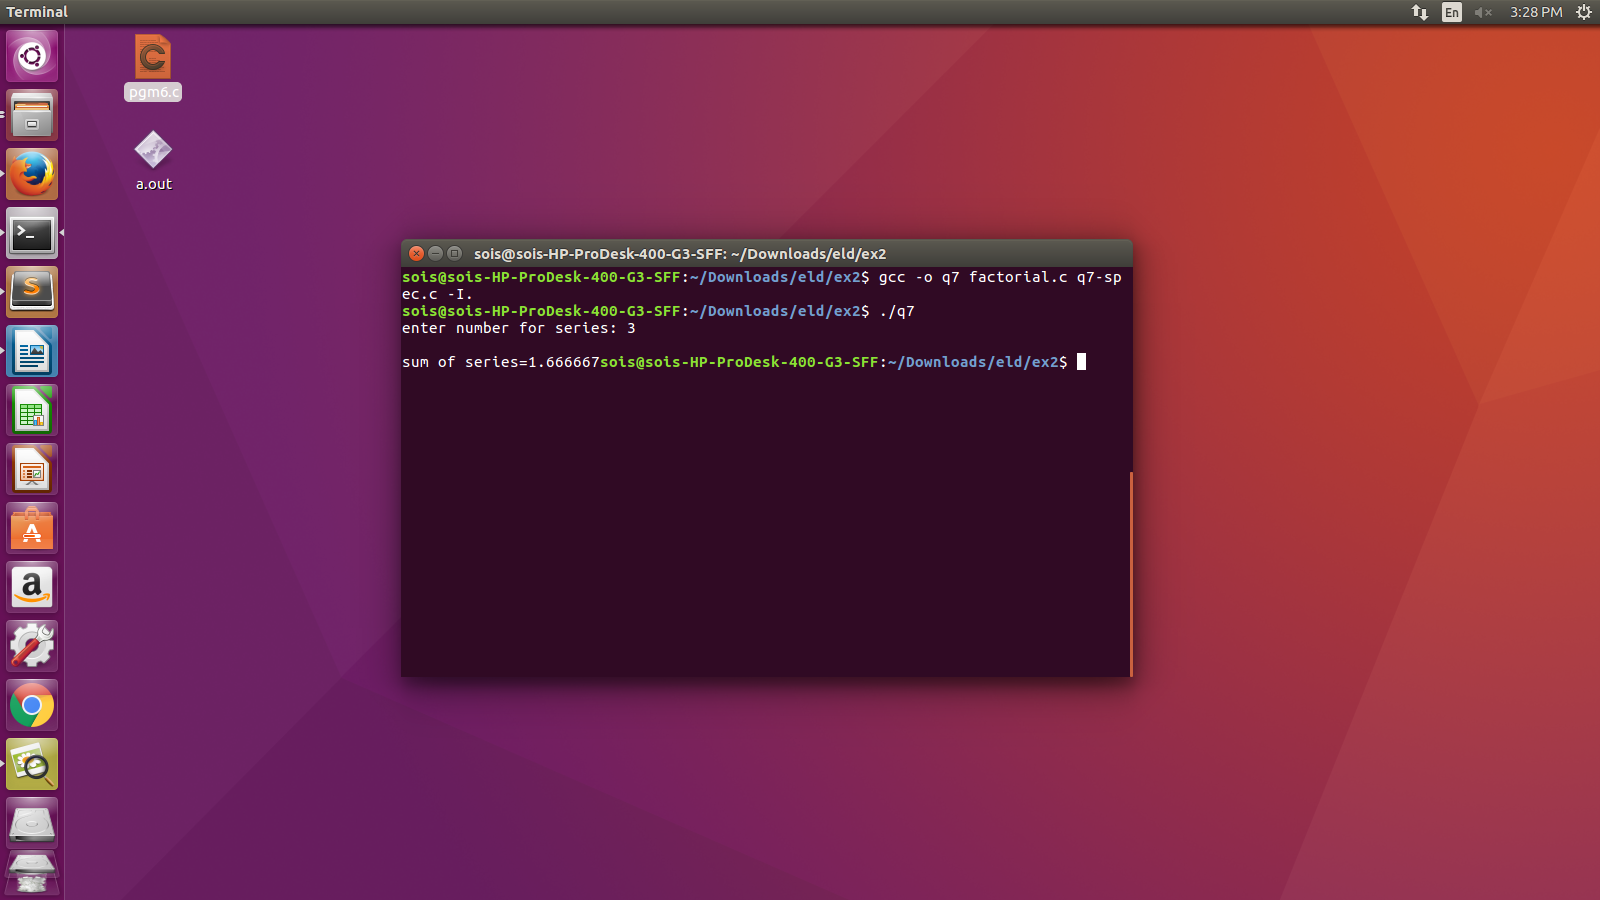 Terminal
En
3:28 PM
pgm6.c
a.out
sois@sois-HP-ProDesk-400-G3-SFF: ~/Downloads/eld/ex2
sois@sois-HP-ProDesk-400-G3-SFF:~/Downloads/eld/ex2$ gcc -o q7 factorial.c q7-sp
ec.c -I.
sois@sois-HP-ProDesk-400-G3-SFF:~/Downloads/eld/ex2$ ./q7
enter number for series: 3
sum of series=1.666667sois@sois-HP-ProDesk-400-G3-SFF:~/Downloads/eld/ex2$